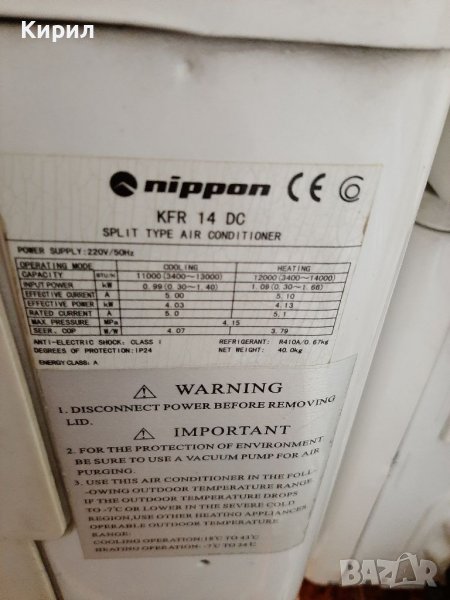 Кирил
nippon CE
KFR 14 DC
SPLIT TYPE AIR CONDITIONER
POWER SUPPLY:220V/50Hz
OPERATING MODE COOLING HEATING
CAPACITY BTU/h 11000(3400~13000) 12000(3400~14000)
INPUT POWER kW 0.99(0.30~1.40) 1.09(0.30~1.66)
EFFECTIVE CURRENT A 5.00 5.10
EFFECTIVE POWER kW 4.03 4.13
RATED CURRENT A 5.0 5.1
MAX PRESSURE MPa 4.15
SEER. COP W/W 4.07 3.79
ANTI-ELECTRIC SHOCK: CLASS I REFRIGERANT: R410A/0.67kg
DEGREES OF PROTECTION:IP24 NET WEIGHT: 40.0kg
ENERGY CLASS: A
WARNING
1. DISCONNECT POWER BEFORE REMOVING
LID.
IMPORTANT
2. FOR THE PROTECTION OF ENVIRONMENT
BE SURE TO USE A VACUUM PUMP FOR AIR
PURGING.
3. USE THIS AIR CONDITIONER IN THE FOLL-
-OWING OUTDOOR TEMPERATURE RANGE.
IF THE OUTDOOR TEMPERATURE DROPS
TO -7℃ OR LOWER IN THE SEVERE COLD
REGION,USE OTHER HEATING APPLIANCES
OPERABLE OUTDOOR TEMPERATURE
RANGE:
COOLING OPERATION:18℃ TO 43℃
HEATING OPERATION:-7℃ TO 24℃
BAZAR